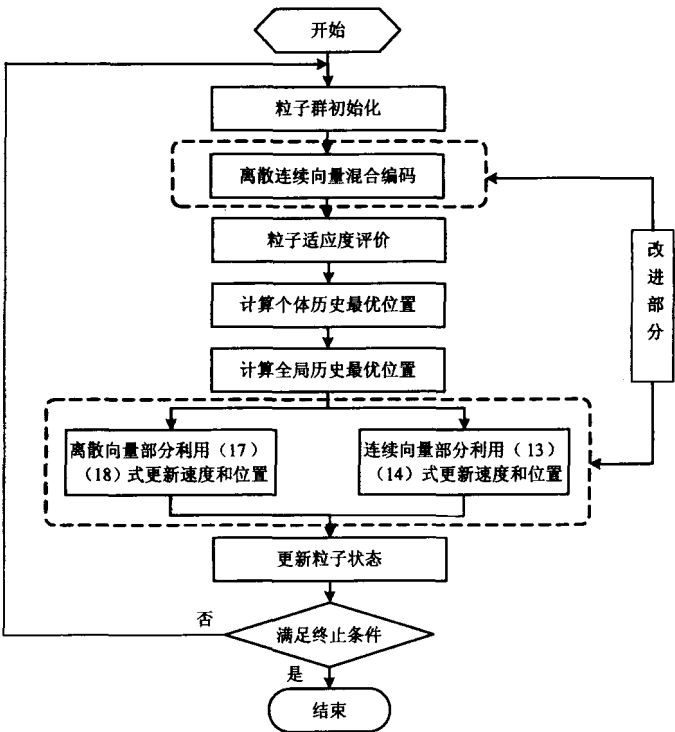 开始
粒子群初始化
离散连续向量混合编码
粒子适应度评价
改进部分
计算个体历史最优位置
计算全局历史最优位置
离散向量部分利用（17）
（18）式更新速度和位置
连续向量部分利用（13）
（14）式更新速度和位置
更新粒子状态
否
满足终止条件
是
结束